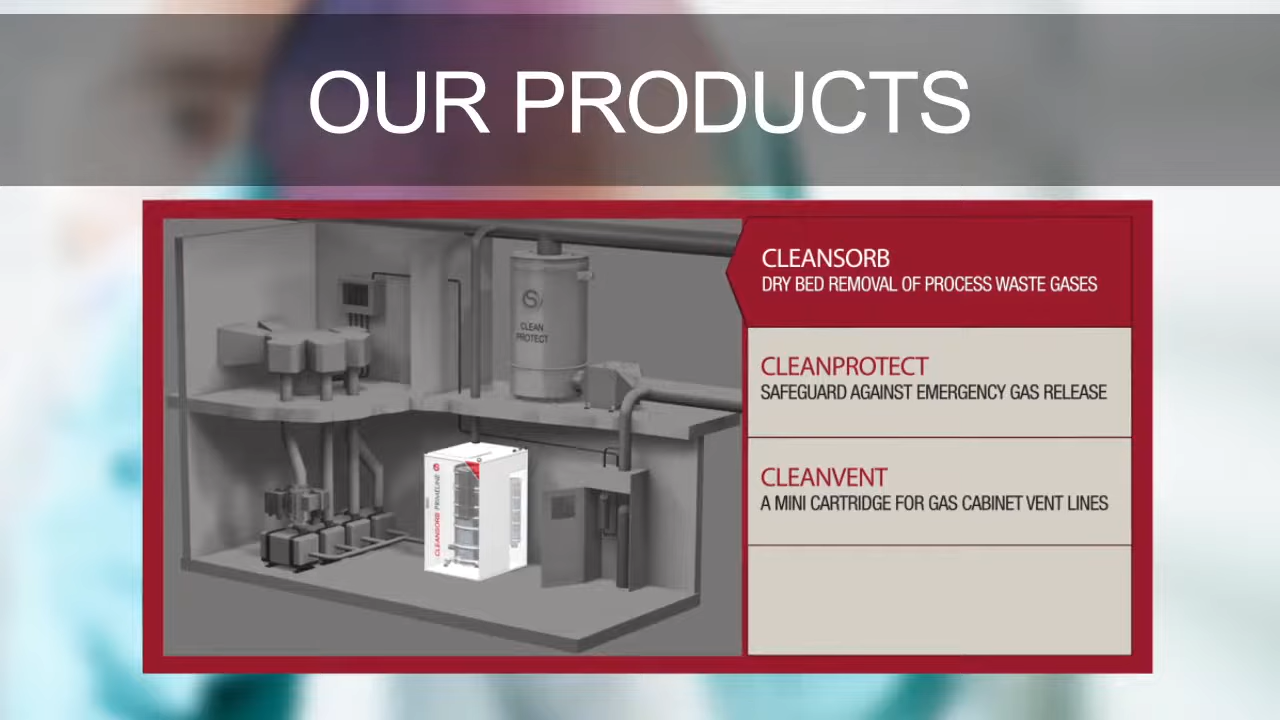 OUR PRODUCTS
CLEANSORB
DRY BED REMOVAL OF PROCESS WASTE GASES
CLEAN
PROTECT
CLEANPROTECT
SAFEGUARD AGAINST EMERGENCY GAS RELEASE
CLEANSORB PRIMELINE
CLEANVENT
A MINI CARTRIDGE FOR GAS CABINET VENT LINES